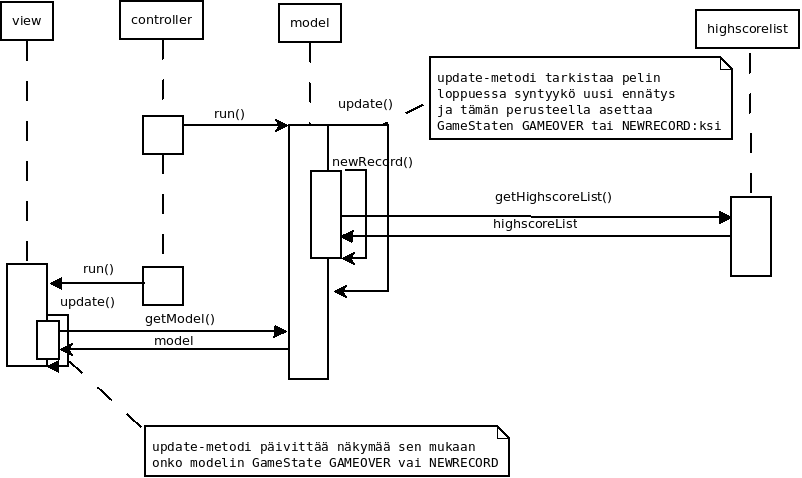 view
controller
model
highscorelist
update-metodi tarkistaa pelin
loppuessa syntyykö uusi ennätys
ja tämän perusteella asettaa
GameStaten GAMEOVER tai NEWRECORD:ksi
update()
run()
newRecord()
getHighscoreList()
highscoreList
run()
update()
getModel()
model
update-metodi päivittää näkymää sen mukaan
onko modelin GameState GAMEOVER vai NEWRECORD